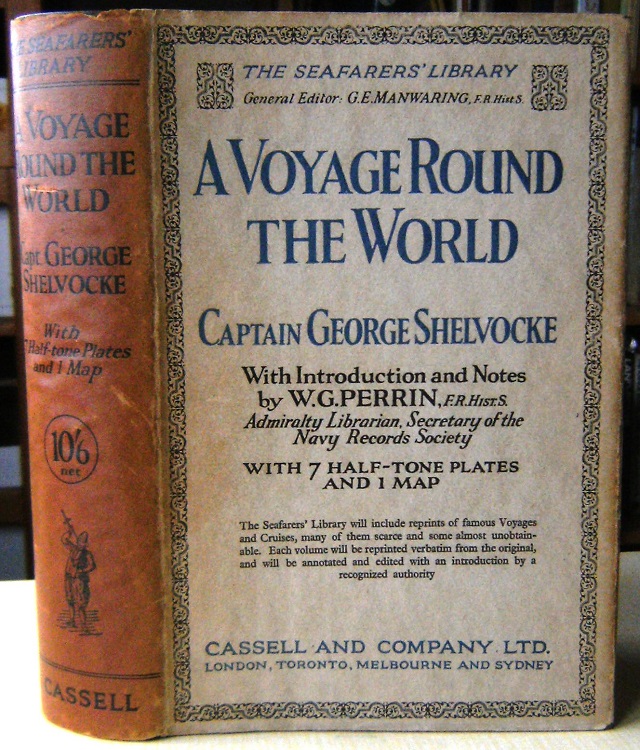 THE SEAFARERS' LIBRARY
General Editor: G.E. MANWARING, F.R.Hist.S.
A VOYAGE ROUND
THE WORLD
CAPTAIN GEORGE SHELVOCKE
With Introduction and Notes
by W.G. PERRIN, F.R.HIST.S.
Admiralty Librarian, Secretary of the
Navy Records Society
WITH 7 HALF-TONE PLATES
AND 1 MAP
The Seafarers' Library will include reprints of famous Voyages
and Cruises, many of them scarce and some almost unobtain-
able. Each volume will be reprinted verbatim from the original,
and will be annotated and edited with an introduction by a
recognized authority
CASSELL AND COMPANY LTD.
LONDON, TORONTO, MELBOURNE AND SYDNEY
SEAFARERS'
LIBRARY
A VOYAGE
ROUND THE
WORLD
Capt. GEORGE
SHELVOCKE
With
7 Half-tone Plates
and 1 Map
10/6
net
CASSELL